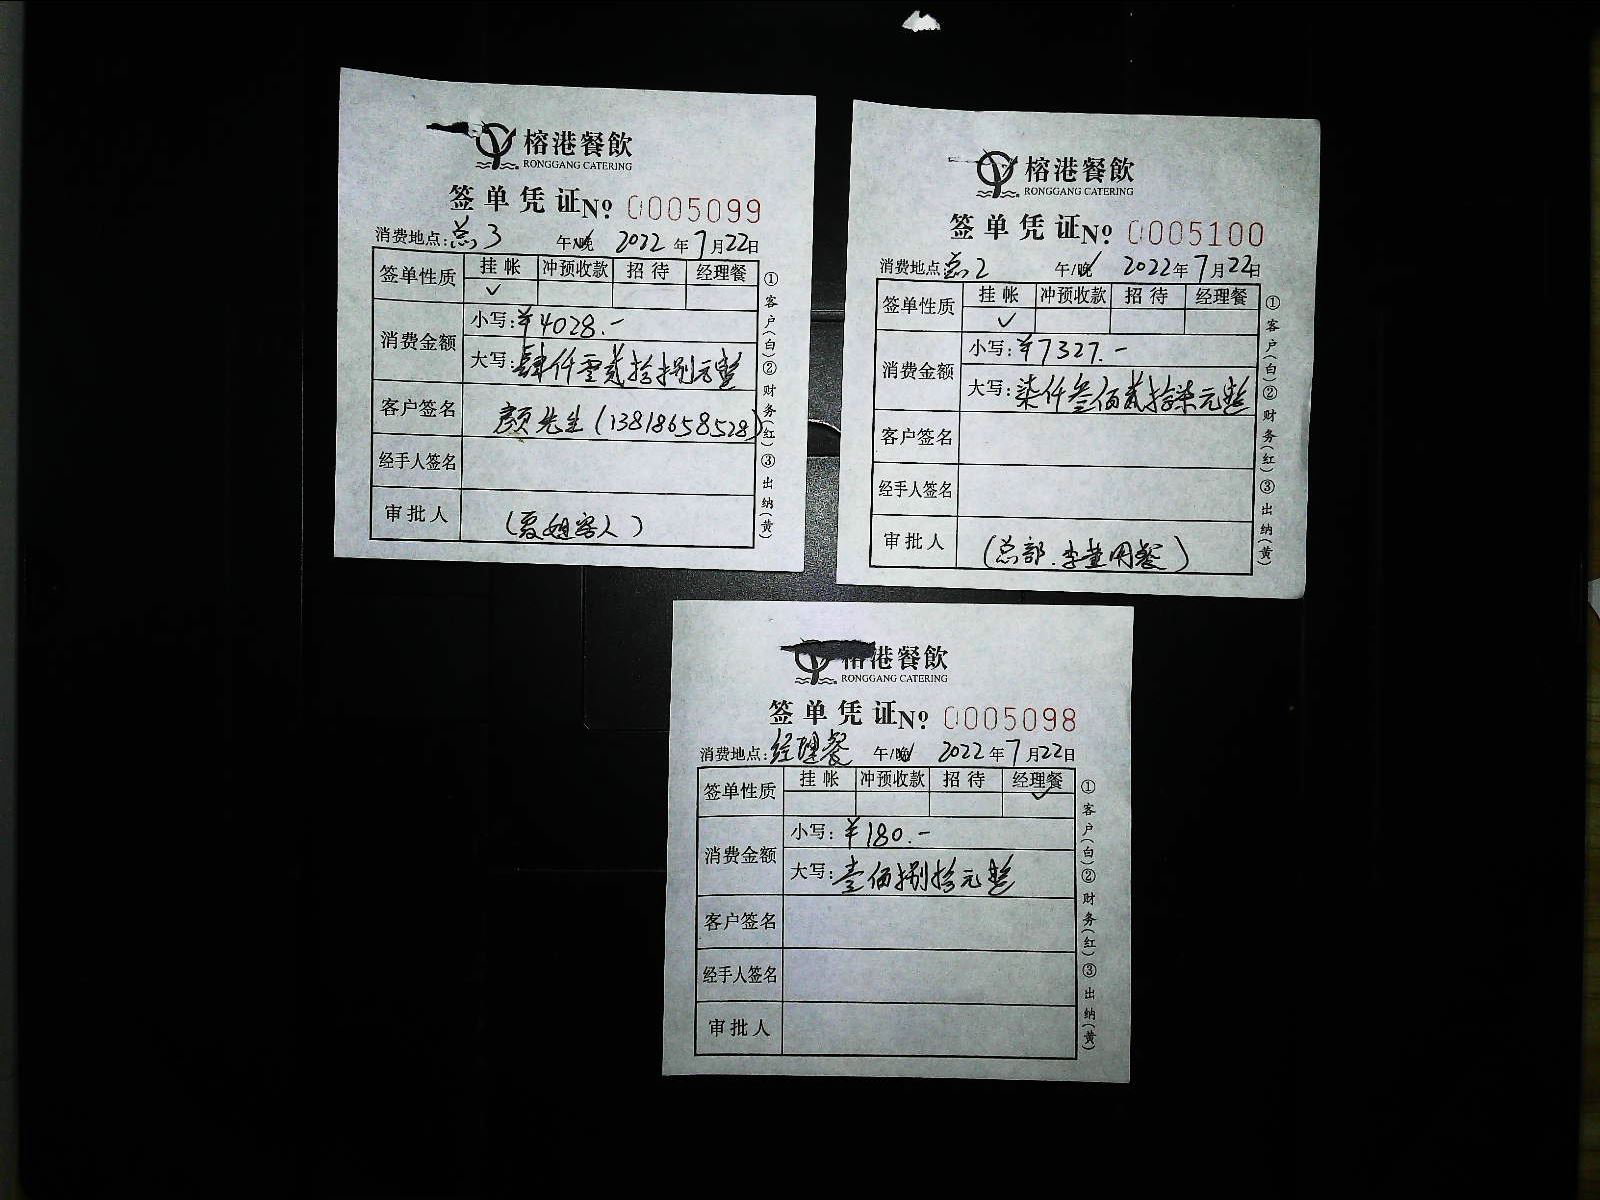 榕港餐飲
RONGGANG CATERING
签单凭证 No 0005099
消费地点:总3 午/晚 2022年7月22日
签单性质 挂帐 冲预收款 招待 经理餐
✓
消费金额 小写:¥4028.-
大写:肆仟零贰拾捌元整
客户签名 颜先生(13818658528)
经手人签名
审批人 (夏姐客人)
①客户(白)②财务(红)③出纳(黄)
榕港餐飲
RONGGANG CATERING
签单凭证 No 0005100
消费地点 总2 午/晚 2022年7月22日
签单性质 挂帐 冲预收款 招待 经理餐
✓
消费金额 小写:¥7327.-
大写:柒仟叁佰贰拾柒元整
客户签名
经手人签名
审批人 (总部.李董用餐)
①客户(白)②财务(红)③出纳(黄)
榕港餐飲
RONGGANG CATERING
签单凭证 No 0005098
消费地点:经理餐 午/晚 2022年7月22日
签单性质 挂帐 冲预收款 招待 经理餐
✓
消费金额 小写:¥180.-
大写:壹佰捌拾元整
客户签名
经手人签名
审批人
①客户(白)②财务(红)③出纳(黄)